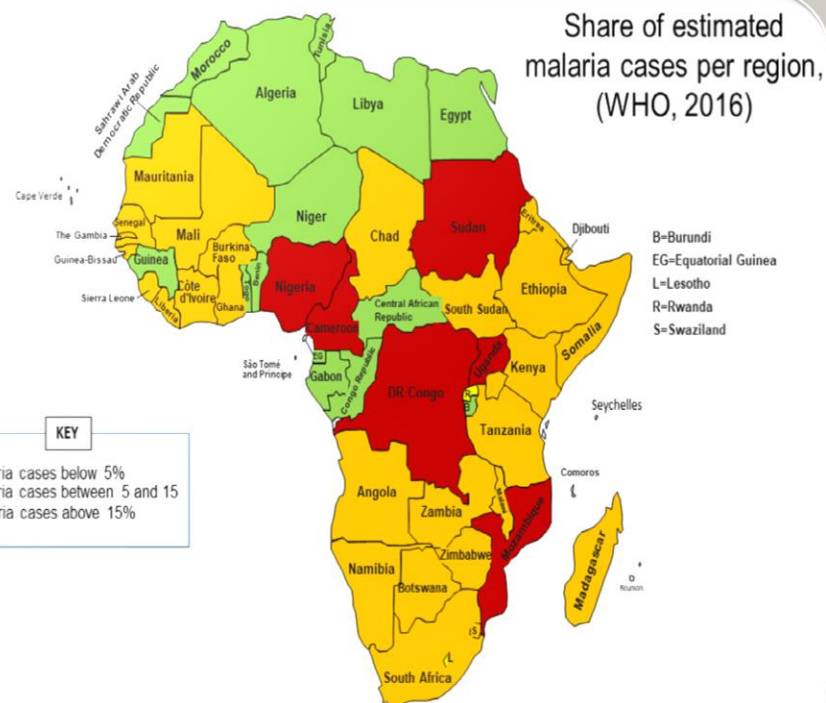 Share of estimated
malaria cases per region,
(WHO, 2016)
Morocco
Tunisia
Algeria
Libya
Egypt
Sahrawi Arab
Democratic Republic
Mauritania
Cape Verde
Senegal
Mali
Niger
Chad
Sudan
Eritrea
Djibouti
The Gambia
Guinea-Bissau
Guinea
Burkina
Faso
Benin
Togo
Nigeria
Ethiopia
Sierra Leone
Liberia
Côte
d'Ivoire
Ghana
Cameroon
Central African
Republic
South Sudan
Somalia
B=Burundi
EG=Equatorial Guinea
L=Lesotho
R=Rwanda
S=Swaziland
São Tomé
and Principe
EG
Gabon
Congo Republic
DR Congo
Uganda
Kenya
R
B
Tanzania
Seychelles
Comoros
KEY
ria cases below 5%
ria cases between 5 and 15
ria cases above 15%
Angola
Zambia
Malawi
Mozambique
Zimbabwe
Namibia
Botswana
Madagascar
Reunion
S
L
South Africa